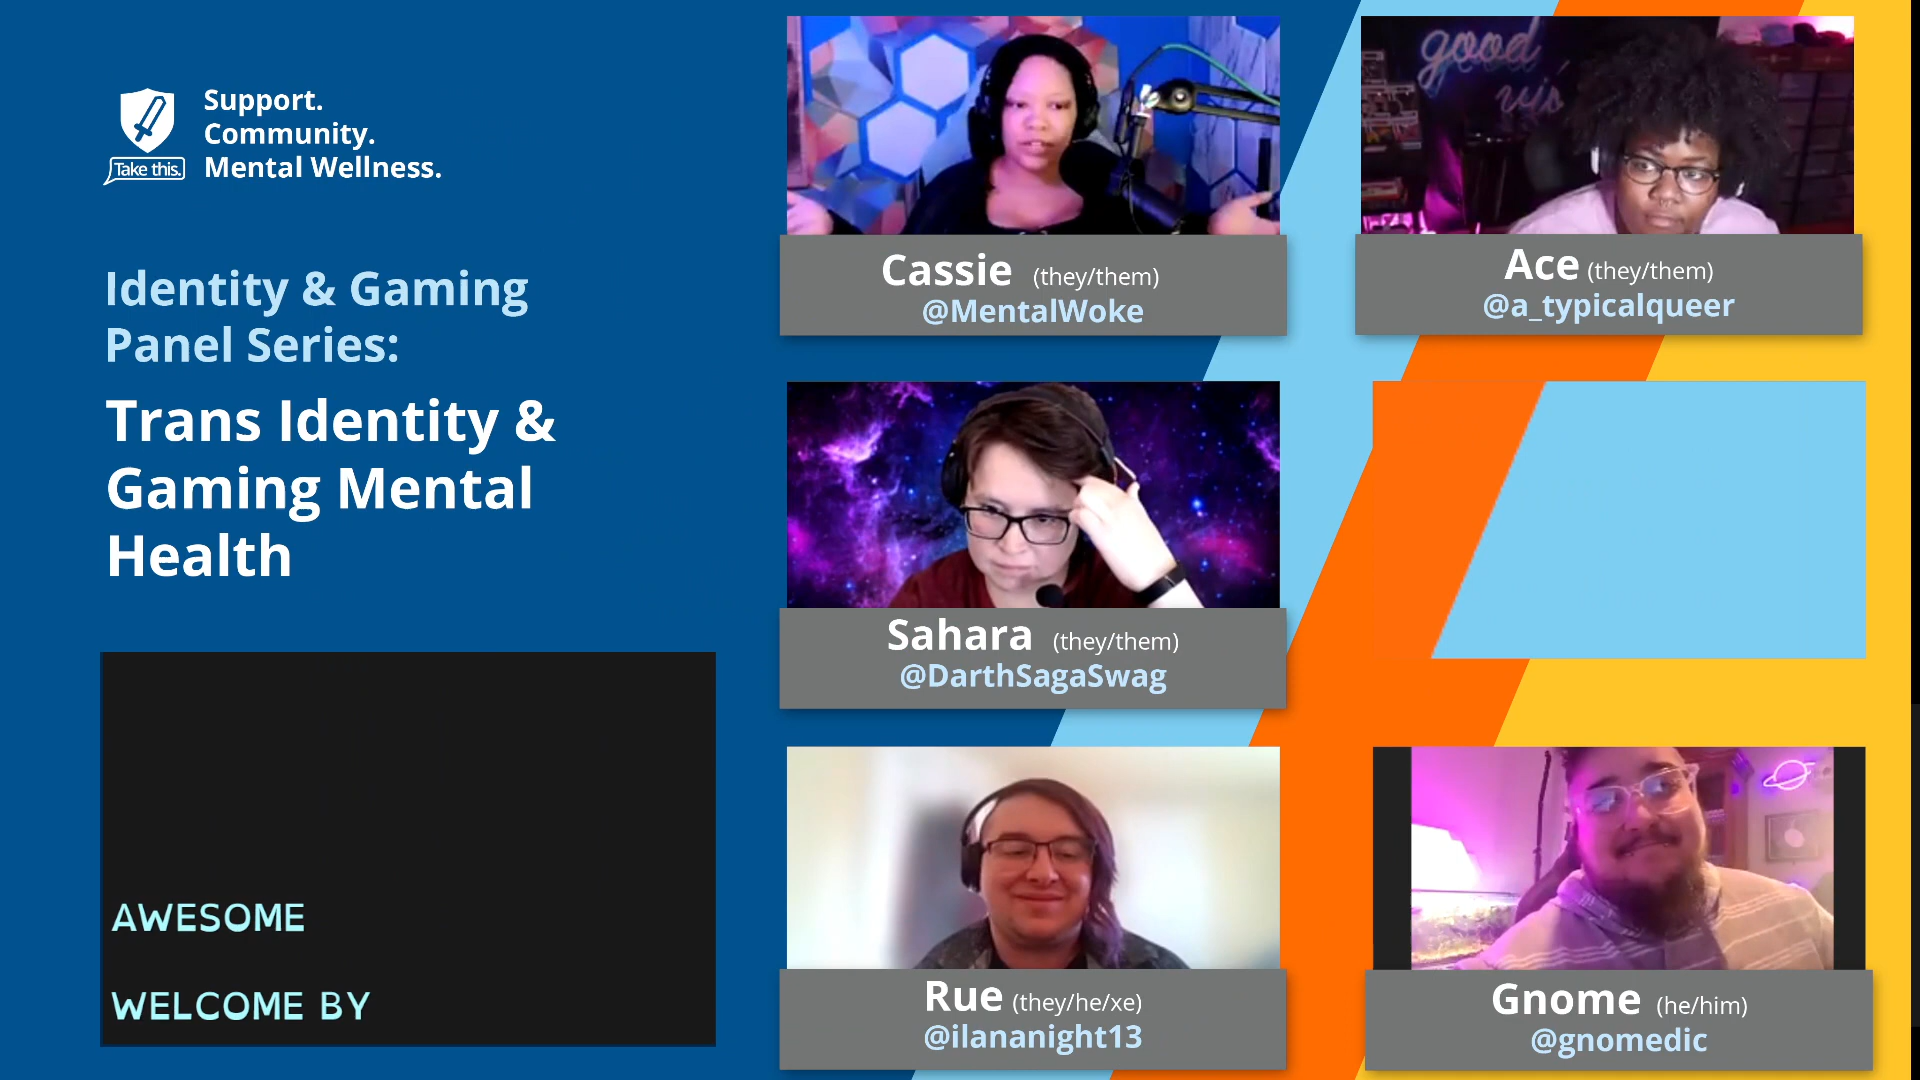 Support.
Community.
Mental Wellness.
Take this.
Identity & Gaming
Panel Series:
Trans Identity &
Gaming Mental
Health
AWESOME
WELCOME BY
Cassie (they/them)
@MentalWoke
good
Ace (they/them)
@a_typicalqueer
Sahara (they/them)
@DarthSagaSwag
Rue (they/he/xe)
@ilananight13
Gnome (he/him)
@gnomedic